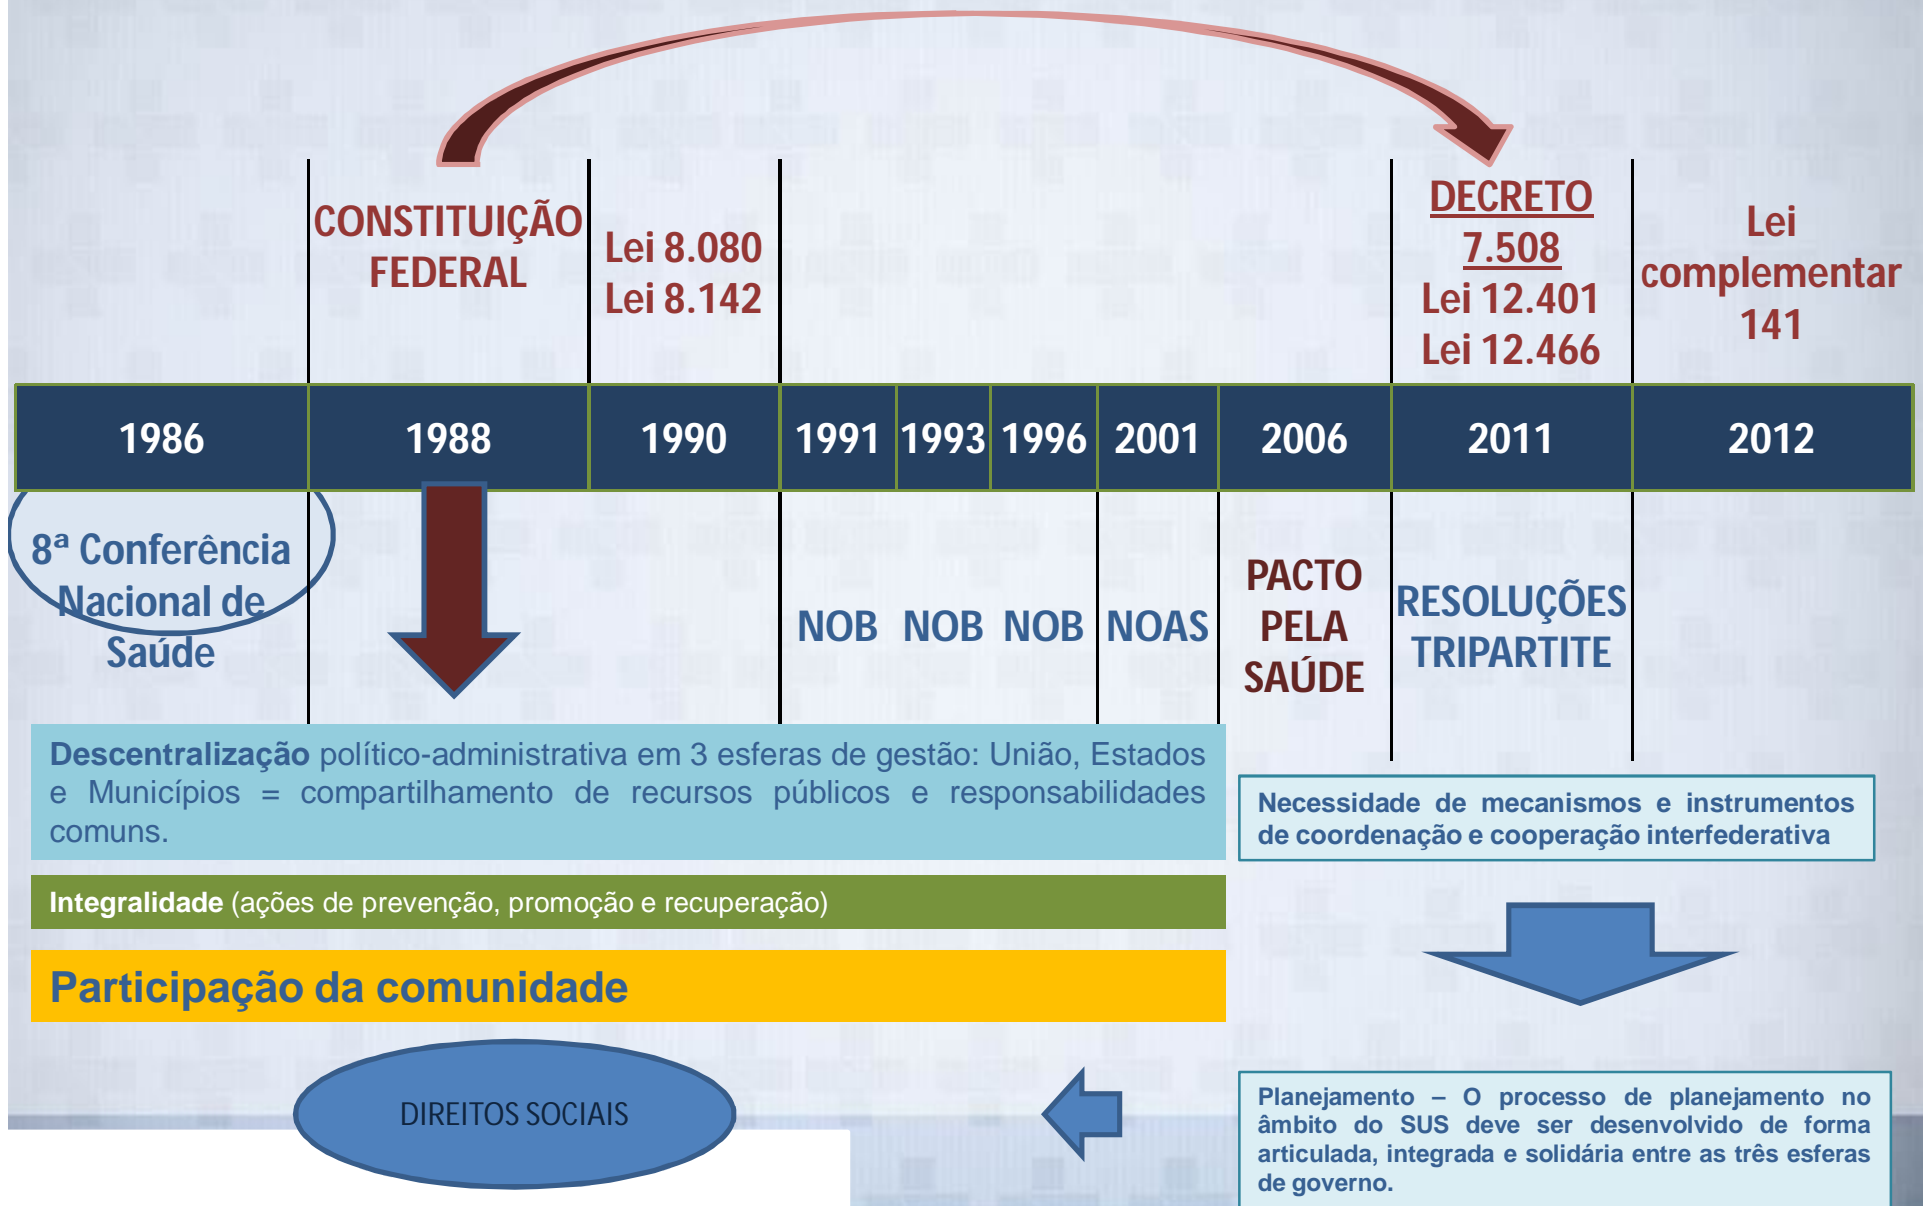 CONSTITUIÇÃO
FEDERAL
Lei 8.080
Lei 8.142
DECRETO
7.508
Lei 12.401
Lei 12.466
Lei
complementar
141
1986 1988 1990 1991 1993 1996 2001 2006 2011 2012
8ª Conferência
Nacional de
Saúde
NOB NOB NOB NOAS
PACTO
PELA
SAÚDE
RESOLUÇÕES
TRIPARTITE
Descentralização político-administrativa em 3 esferas de gestão: União, Estados
e Municípios = compartilhamento de recursos públicos e responsabilidades
comuns.
Integralidade (ações de prevenção, promoção e recuperação)
Participação da comunidade
DIREITOS SOCIAIS
Necessidade de mecanismos e instrumentos
de coordenação e cooperação interfederativa
Planejamento – O processo de planejamento no
âmbito do SUS deve ser desenvolvido de forma
articulada, integrada e solidária entre as três esferas
de governo.